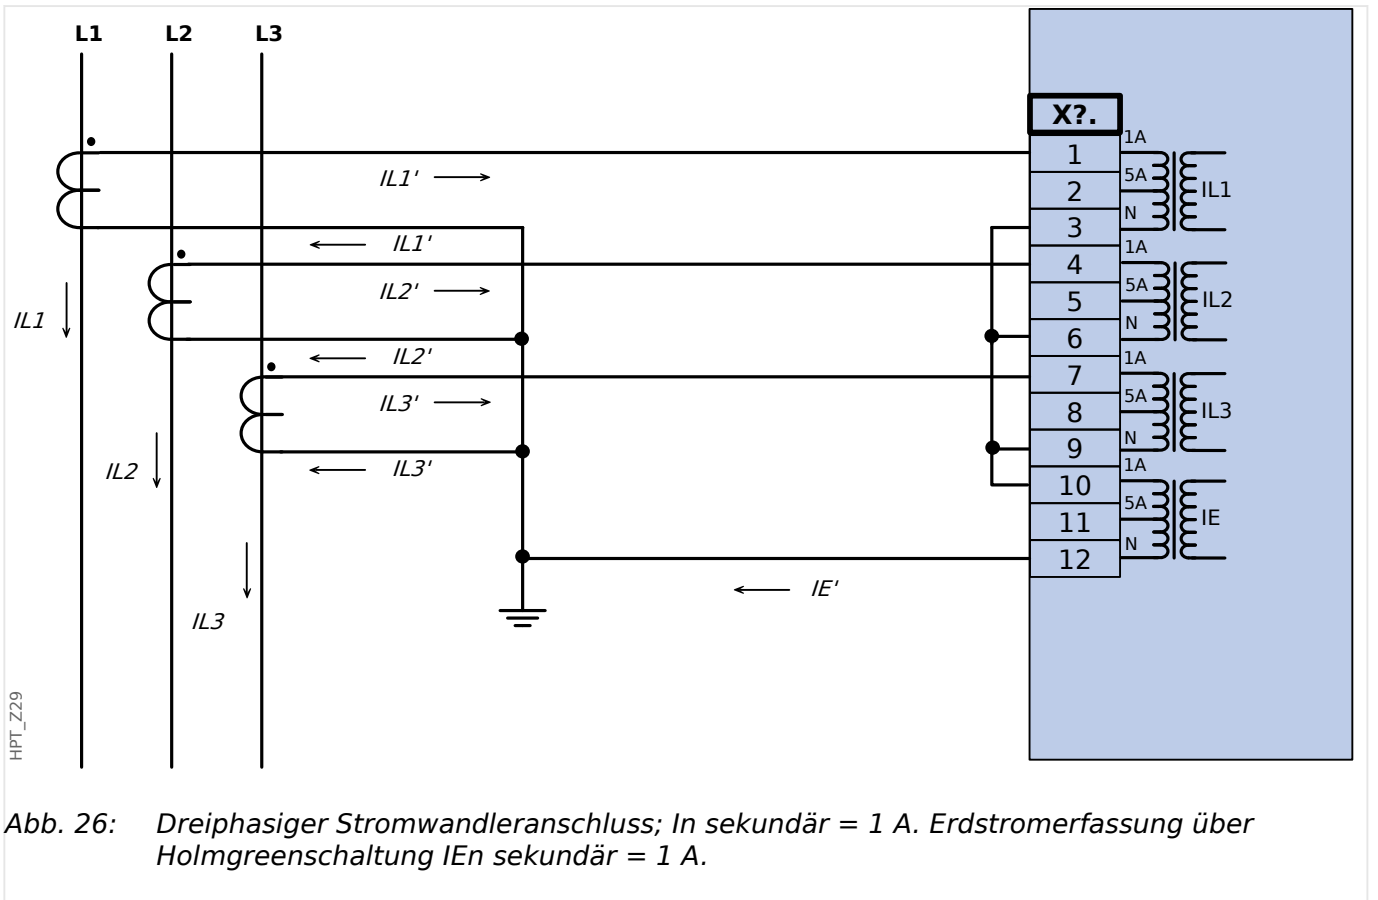 L1 L2 L3
X?.
1A
1
IL1'
5A
2
IL1
N
3
IL1'
1A
4
IL2'
5A
5
IL2
IL1
N
6
IL2'
1A
7
IL3'
5A
8
IL3
N
9
IL3'
IL2
1A
10
5A
11
IE
N
12
IE'
IL3
HPT_Z29
Abb. 26: Dreiphasiger Stromwandleranschluss; In sekundär = 1 A. Erdstromerfassung über
Holmgreenschaltung IEn sekundär = 1 A.